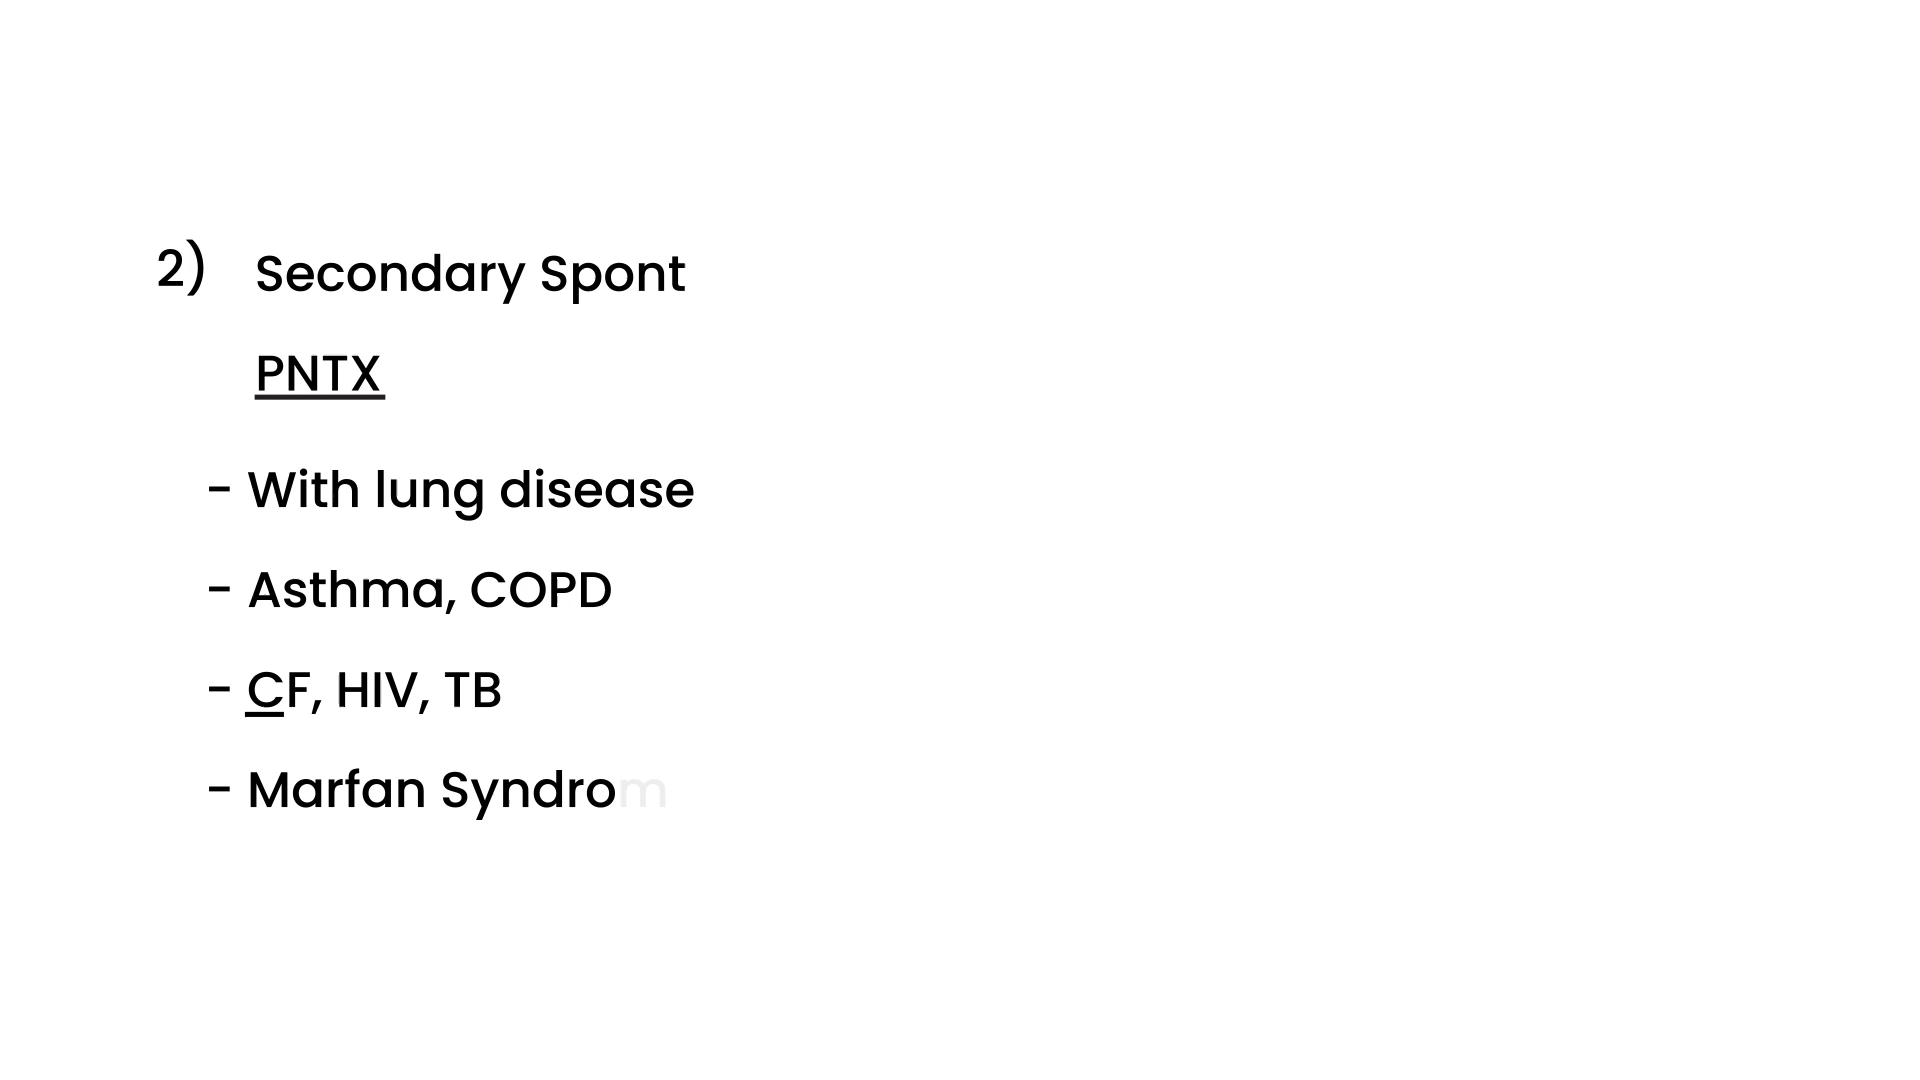 2) Secondary Spont
PNTX
- With lung disease
- Asthma, COPD
- CF, HIV, TB
- Marfan Syndrom